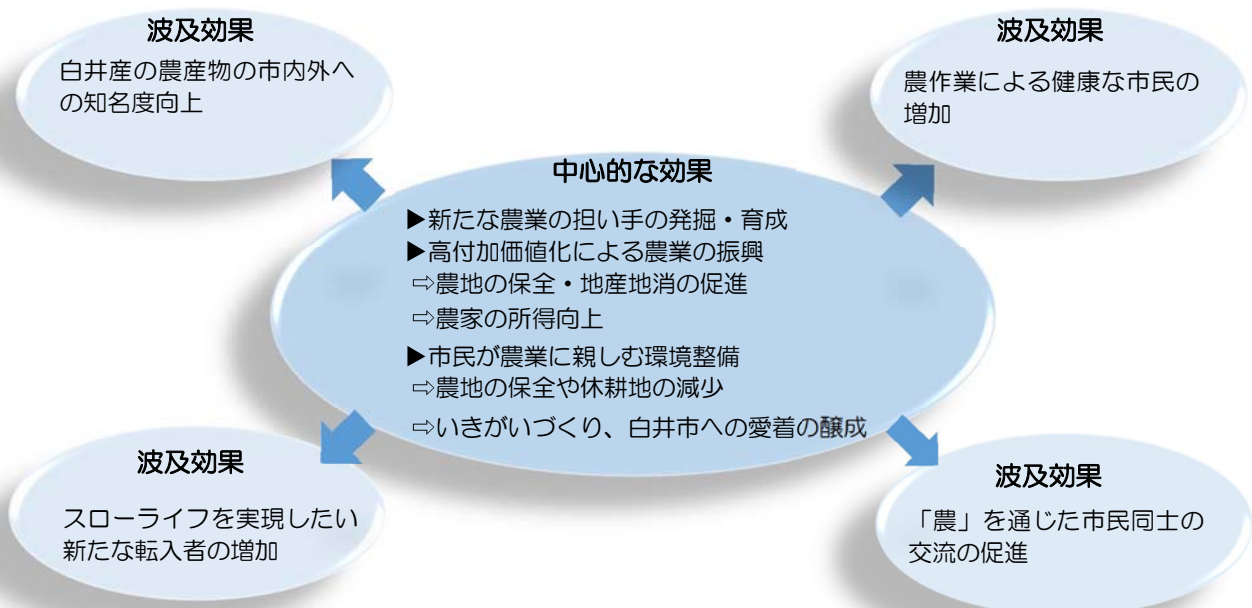 波及効果
白井産の農産物の市内外へ
の知名度向上
波及効果
農作業による健康な市民の
増加
中心的な効果
▶新たな農業の担い手の発掘・育成
▶高付加価値化による農業の振興
⇨農地の保全・地産地消の促進
⇨農家の所得向上
▶市民が農業に親しむ環境整備
⇨農地の保全や休耕地の減少
⇨いきがいづくり、白井市への愛着の醸成
波及効果
スローライフを実現したい
新たな転入者の増加
波及効果
「農」を通じた市民同士の
交流の促進